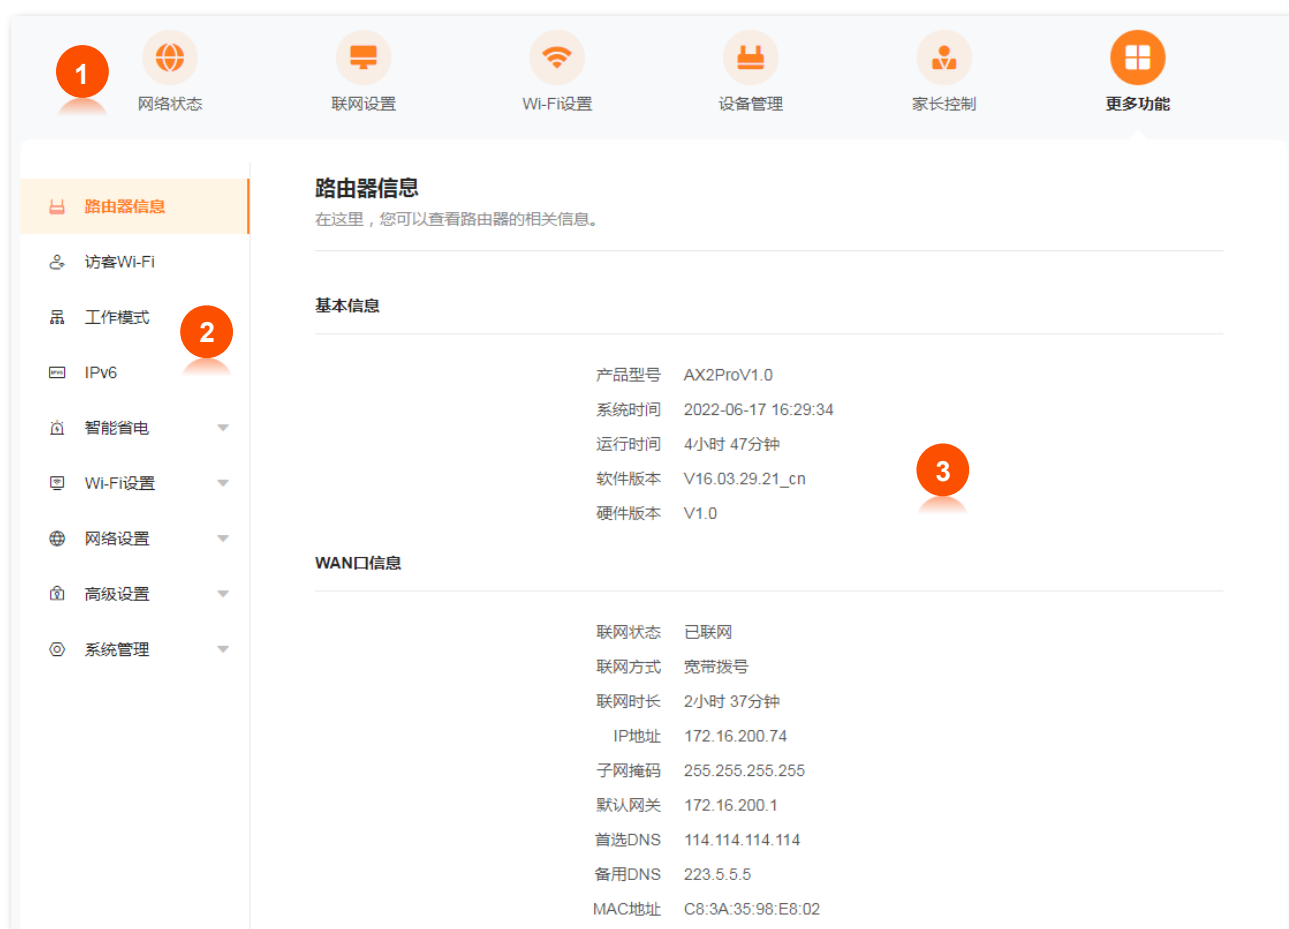 1
网络状态
联网设置
Wi-Fi设置
设备管理
家长控制
更多功能
路由器信息
访客Wi-Fi
工作模式
2
IPv6
智能省电
Wi-Fi设置
网络设置
高级设置
系统管理
路由器信息
在这里，您可以查看路由器的相关信息。
基本信息
产品型号 AX2ProV1.0
系统时间 2022-06-17 16:29:34
运行时间 4小时 47分钟
软件版本 V16.03.29.21_cn
硬件版本 V1.0
3
WAN口信息
联网状态 已联网
联网方式 宽带拨号
联网时长 2小时 37分钟
IP地址 172.16.200.74
子网掩码 255.255.255.255
默认网关 172.16.200.1
首选DNS 114.114.114.114
备用DNS 223.5.5.5
MAC地址 C8:3A:35:98:E8:02